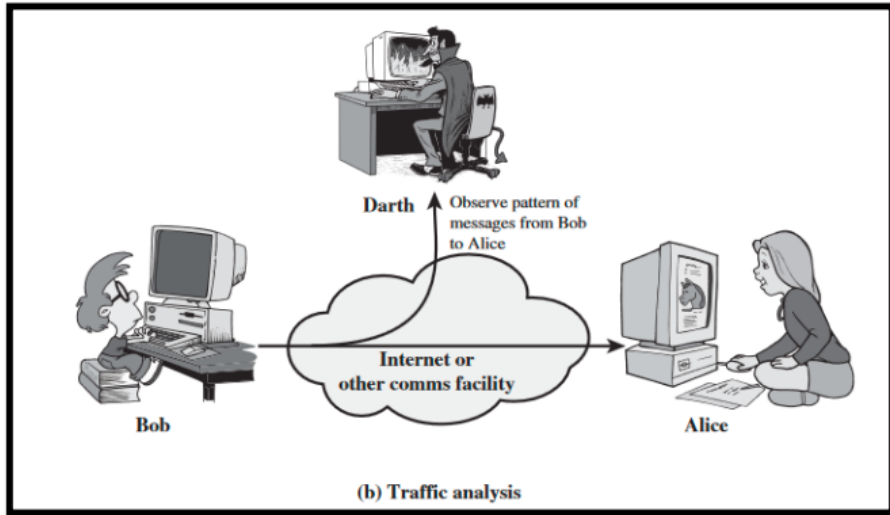 Darth
Observe pattern of
messages from Bob
to Alice
Internet or
other comms facility
Bob
Alice
(b) Traffic analysis